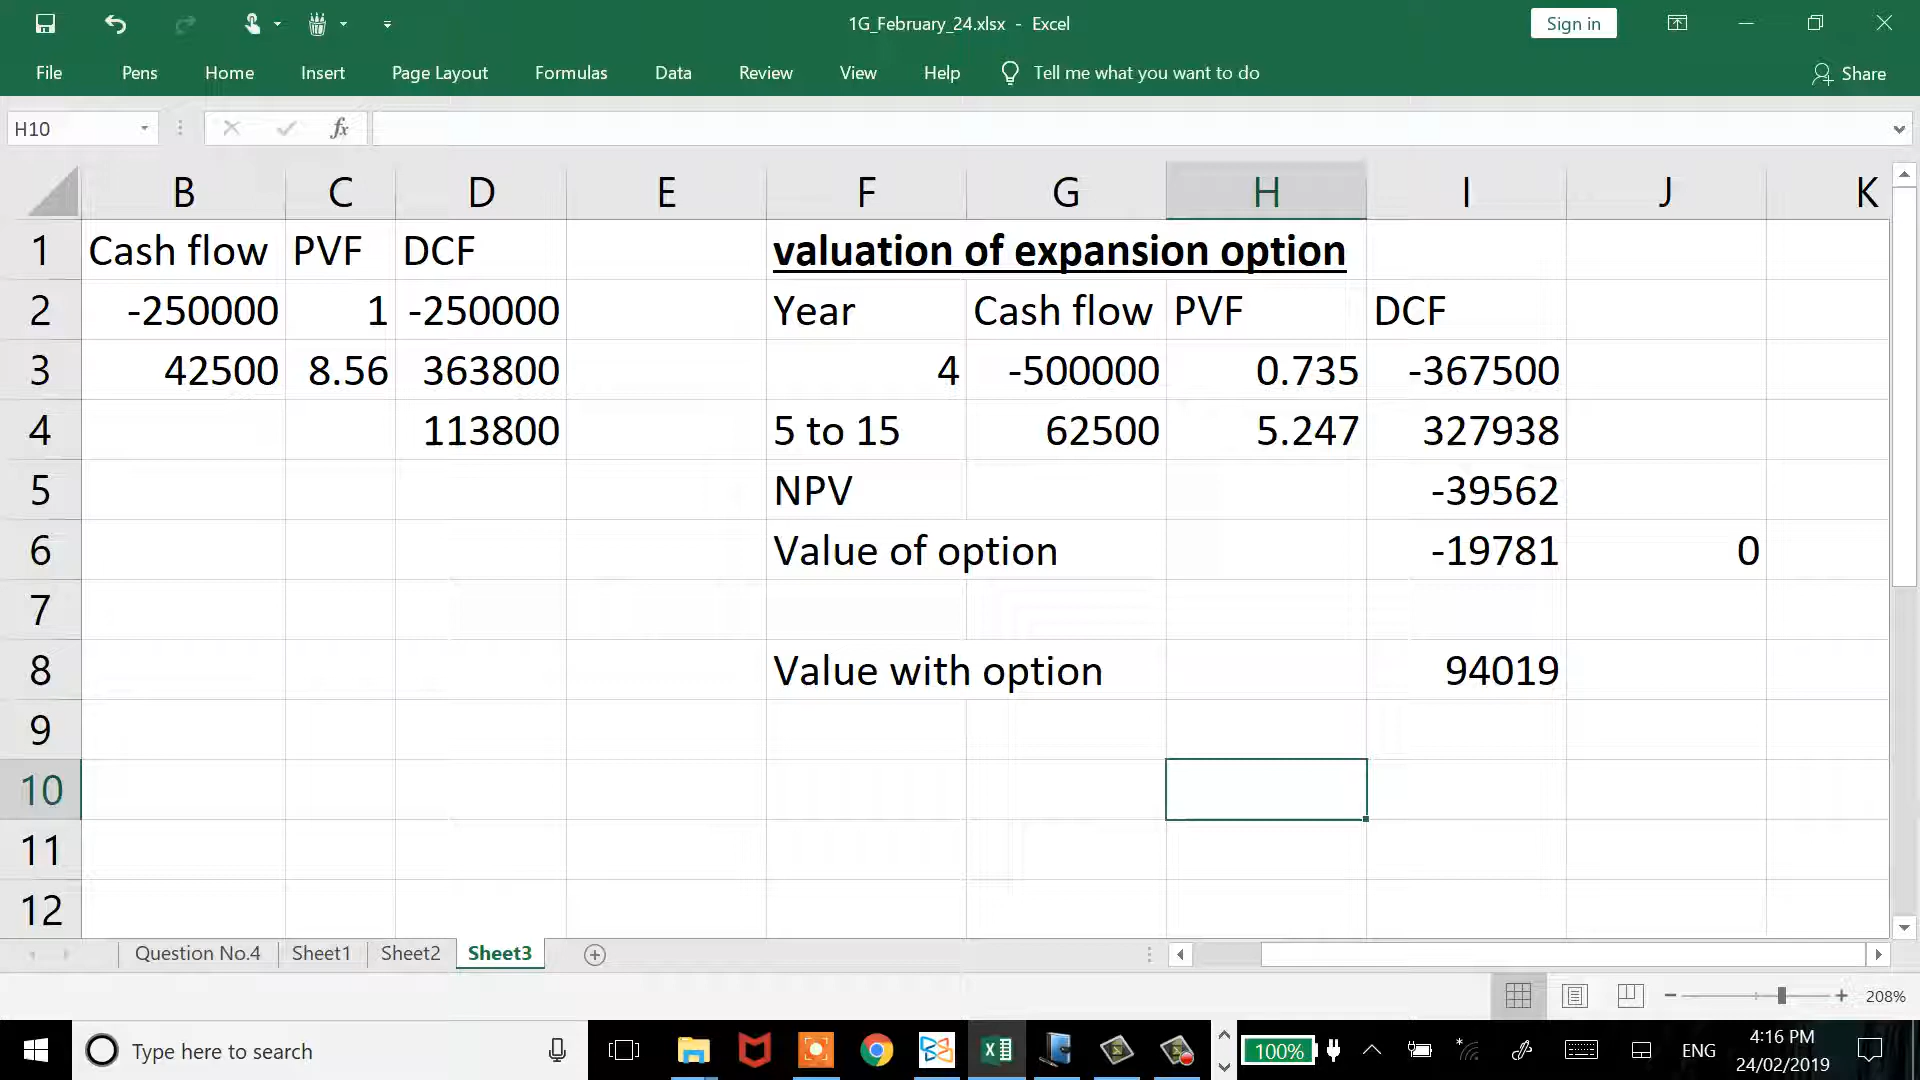 1G_February_24.xlsx - Excel
Sign in
File Pens Home Insert Page Layout Formulas Data Review View Help Tell me what you want to do Share
H10 fx
B C D E F G H I J K
1 Cash flow PVF DCF valuation of expansion option
2 -250000 1 -250000 Year Cash flow PVF DCF
3 42500 8.56 363800 4 -500000 0.735 -367500
4 113800 5 to 15 62500 5.247 327938
5 NPV -39562
6 Value of option -19781 0
7
8 Value with option 94019
9
10
11
12
Question No.4 Sheet1 Sheet2 Sheet3
208%
Type here to search
100%
ENG
4:16 PM
24/02/2019